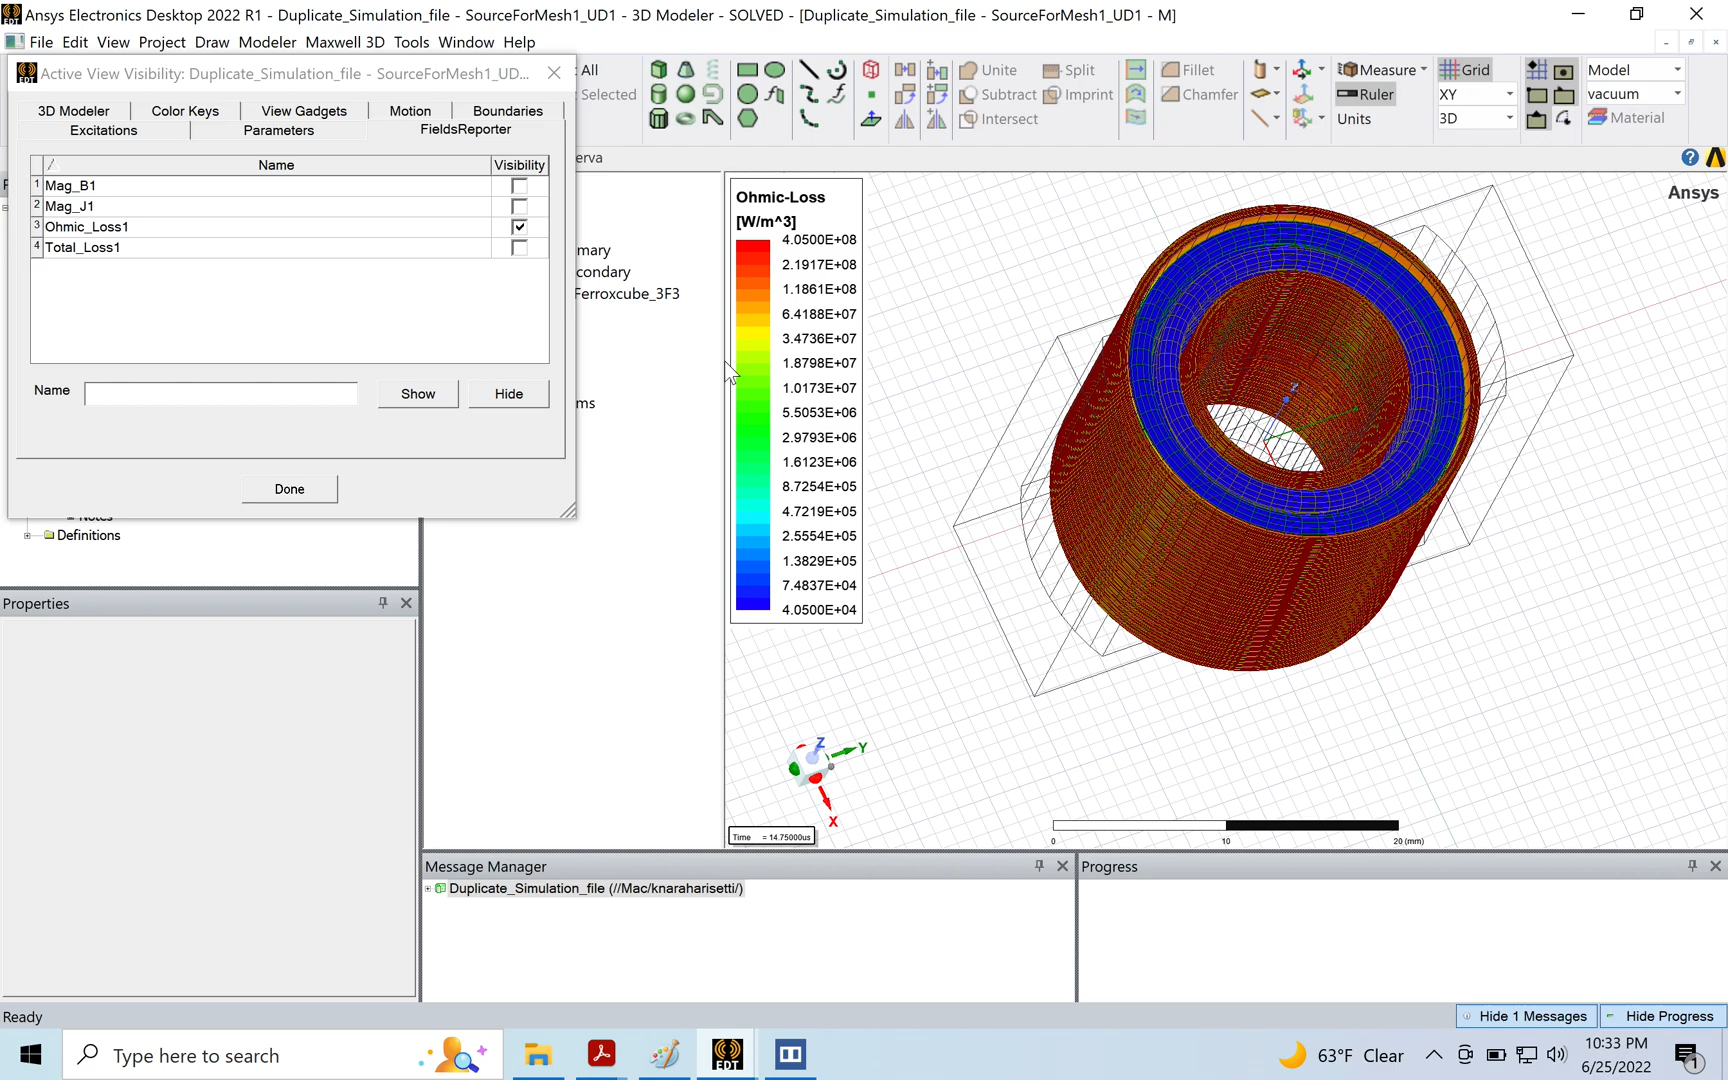 Ansys Electronics Desktop 2022 R1 - Duplicate_Simulation_file - SourceForMesh1_UD1 - 3D Modeler - SOLVED - [Duplicate_Simulation_file - SourceForMesh1_UD1 - M]
File Edit View Project Draw Modeler Maxwell 3D Tools Window Help
Active View Visibility: Duplicate_Simulation_file - SourceForMesh1_UD...
3D Modeler Color Keys View Gadgets Motion Boundaries
Excitations Parameters FieldsReporter
Name Visibility
1 Mag_B1
2 Mag_J1
3 Ohmic_Loss1
4 Total_Loss1
Name Show Hide
Done
All
Selected
Unite Split
Subtract Imprint
Intersect
Fillet
Chamfer
Measure Grid
Ruler XY
Units 3D
Model
vacuum
Material
erva
mary
condary
Ferroxcube_3F3
ms
Notes
Definitions
Properties
Ohmic-Loss
[W/m^3]
4.0500E+08
2.1917E+08
1.1861E+08
6.4188E+07
3.4736E+07
1.8798E+07
1.0173E+07
5.5053E+06
2.9793E+06
1.6123E+06
8.7254E+05
4.7219E+05
2.5554E+05
1.3829E+05
7.4837E+04
4.0500E+04
Ansys
Z
Z
Y
X
Time = 14.75000us
0 10 20 (mm)
Message Manager
Duplicate_Simulation_file (//Mac/knaraharisetti/)
Progress
Ready
Hide 1 Messages Hide Progress
Type here to search
EDT
63°F Clear
10:33 PM
6/25/2022
1